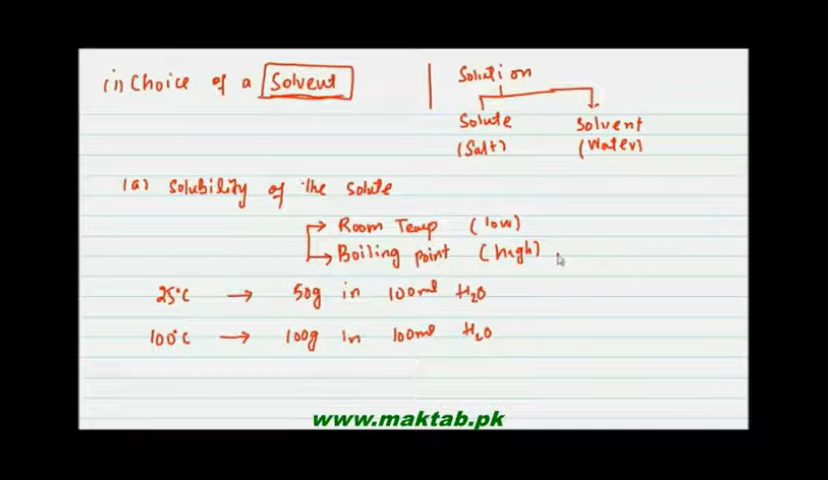 in Choice of a Solvent
Solution
Solute Solvent
(Salt) (Water)
(a) Solubility of the solute
Room Temp (low)
Boiling point (high)
25°C → 50g in 100ml H₂O
100°C → 100g in 100ml H₂O
www.maktab.pk